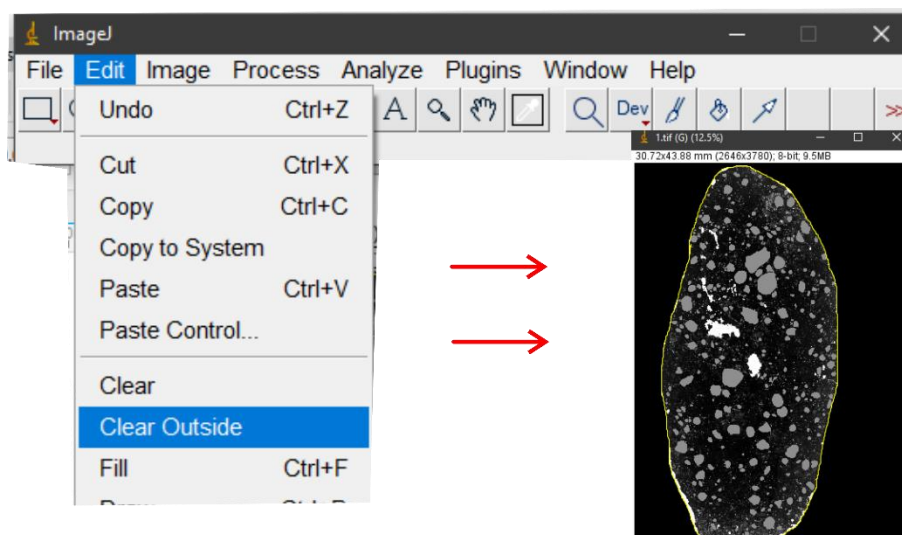 ImageJ
File Edit Image Process Analyze Plugins Window Help
A Dev >>
1.tif (G) (12.5%)
30.72x43.88 mm (2646x3780); 8-bit; 9.5MB
Undo Ctrl+Z
Cut Ctrl+X
Copy Ctrl+C
Copy to System
Paste Ctrl+V
Paste Control...
Clear
Clear Outside
Fill Ctrl+F